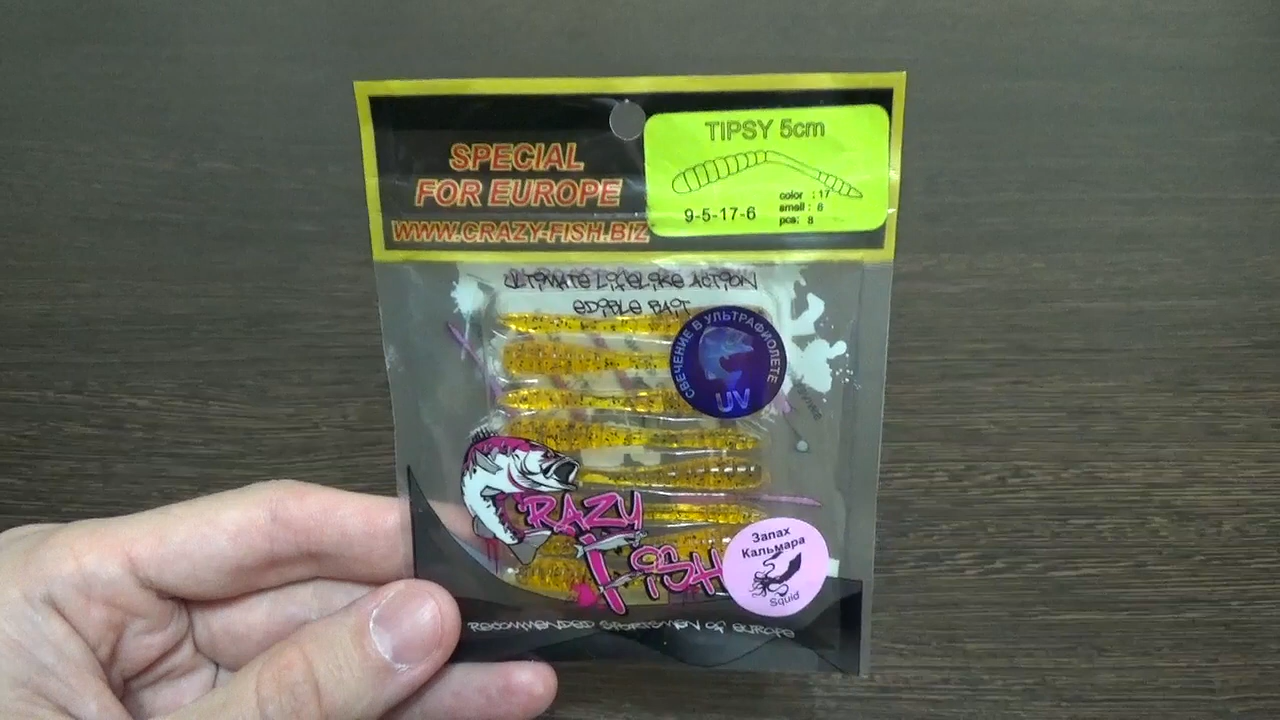 SPECIAL
FOR EUROPE
WWW.CRAZY-FISH.BIZ
TIPSY 5cm
9-5-17-6
color : 17
smell : 6
pcs: 8
ULTIMATE LIFELIKE ACTION
EDIBLE BAIT
СВЕЧЕНИЕ В УЛЬТРАФИОЛЕТЕ
UV
CRAZY
FISH
Запах
Кальмара
Squid
RECOMMENDED SPORTSMEN OF EUROPE